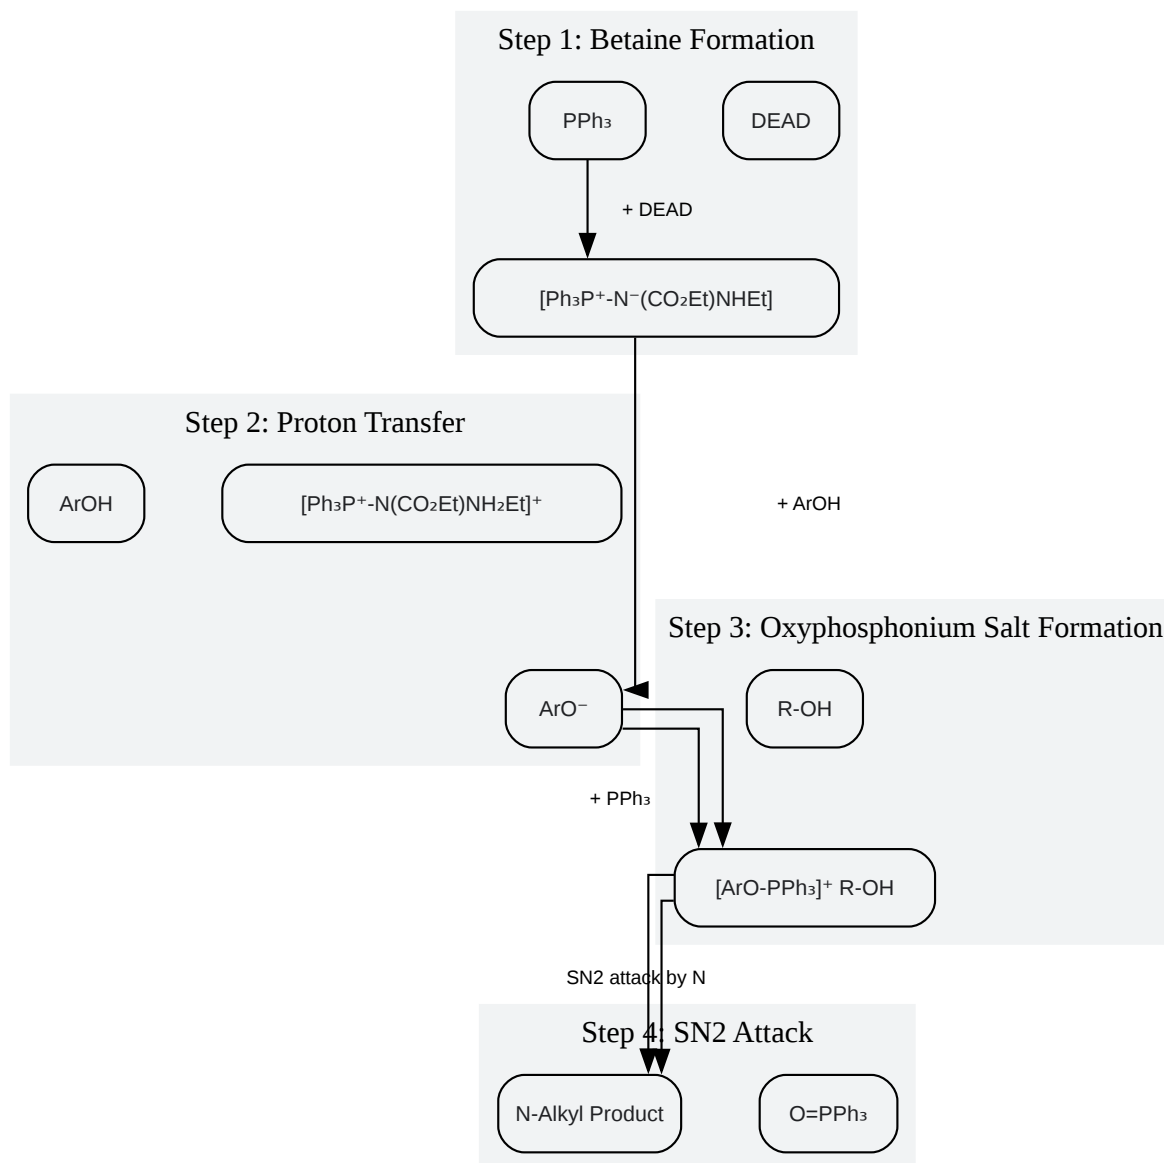 Step 1: Betaine Formation
PPh₃
DEAD
+ DEAD
[Ph₃P⁺-N⁻(CO₂Et)NHEt]
Step 2: Proton Transfer
ArOH
[Ph₃P⁺-N(CO₂Et)NH₂Et]⁺
+ ArOH
Step 3: Oxyphosphonium Salt Formation
ArO⁻
R-OH
+ PPh₃
[ArO-PPh₃]⁺ R-OH
SN2 attack by N
Step 4: SN2 Attack
N-Alkyl Product
O=PPh₃